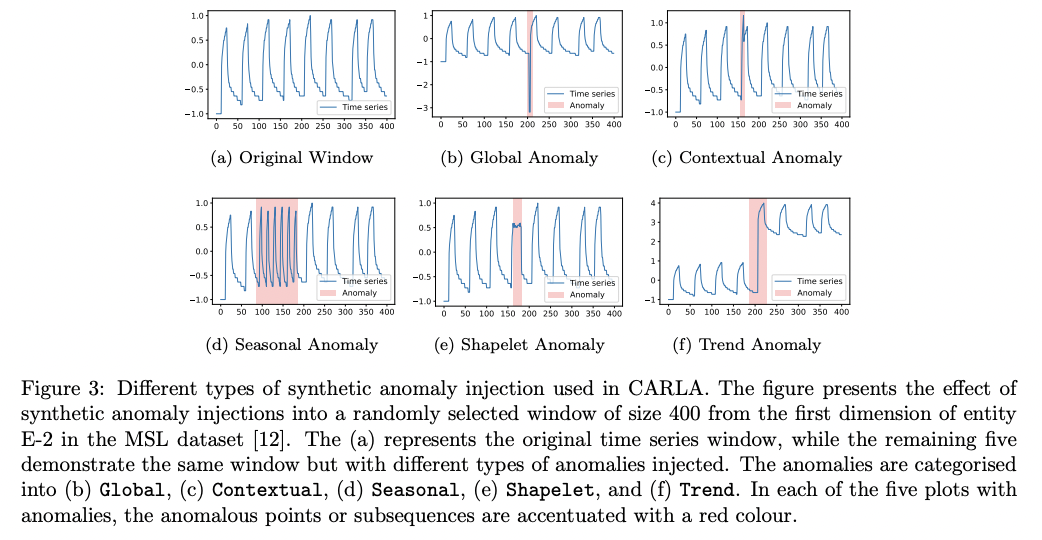 1.0
0.5
0.0
−0.5
−1.0
0 50 100 150 200 250 300 350 400
Time series
(a) Original Window
1
0
−1
−2
−3
0 50 100 150 200 250 300 350 400
Time series
Anomaly
(b) Global Anomaly
1.0
0.5
0.0
−0.5
−1.0
0 50 100 150 200 250 300 350 400
Time series
Anomaly
(c) Contextual Anomaly
1.0
0.5
0.0
−0.5
−1.0
0 50 100 150 200 250 300 350 400
Time series
Anomaly
(d) Seasonal Anomaly
1.0
0.5
0.0
−0.5
−1.0
0 50 100 150 200 250 300 350 400
Time series
Anomaly
(e) Shapelet Anomaly
4
3
2
1
0
−1
0 50 100 150 200 250 300 350 400
Time series
Anomaly
(f) Trend Anomaly
Figure 3: Different types of synthetic anomaly injection used in CARLA. The figure presents the effect of
synthetic anomaly injections into a randomly selected window of size 400 from the first dimension of entity
E-2 in the MSL dataset [12]. The (a) represents the original time series window, while the remaining five
demonstrate the same window but with different types of anomalies injected. The anomalies are categorised
into (b) Global, (c) Contextual, (d) Seasonal, (e) Shapelet, and (f) Trend. In each of the five plots with
anomalies, the anomalous points or subsequences are accentuated with a red colour.